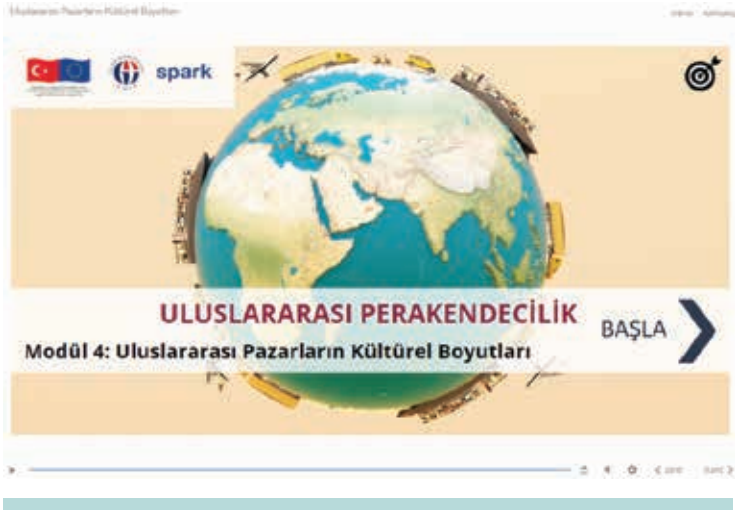 Uluslararası Pazarların Kültürel Boyutları
spark
ULUSLARARASI PERAKENDECİLİK
BAŞLA
Modül 4: Uluslararası Pazarların Kültürel Boyutları